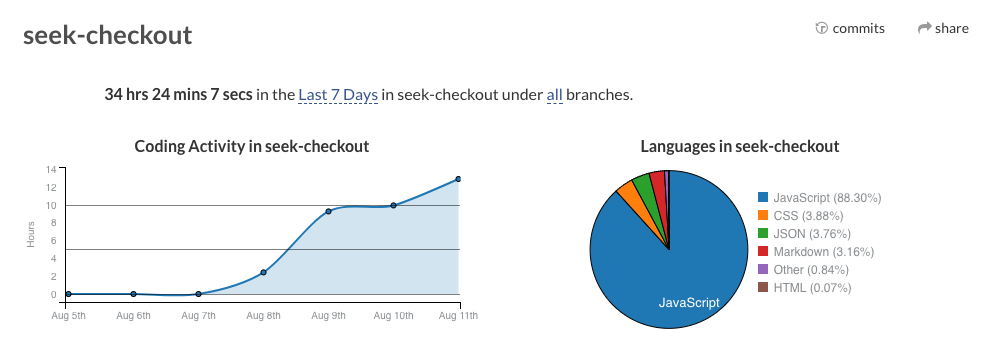 seek-checkout
commits
share
34 hrs 24 mins 7 secs in the Last 7 Days in seek-checkout under all branches.
Coding Activity in seek-checkout
Hours
14
12
10
8
6
4
2
0
Aug 5th
Aug 6th
Aug 7th
Aug 8th
Aug 9th
Aug 10th
Aug 11th
Languages in seek-checkout
JavaScript
JavaScript (88.30%)
CSS (3.88%)
JSON (3.76%)
Markdown (3.16%)
Other (0.84%)
HTML (0.07%)